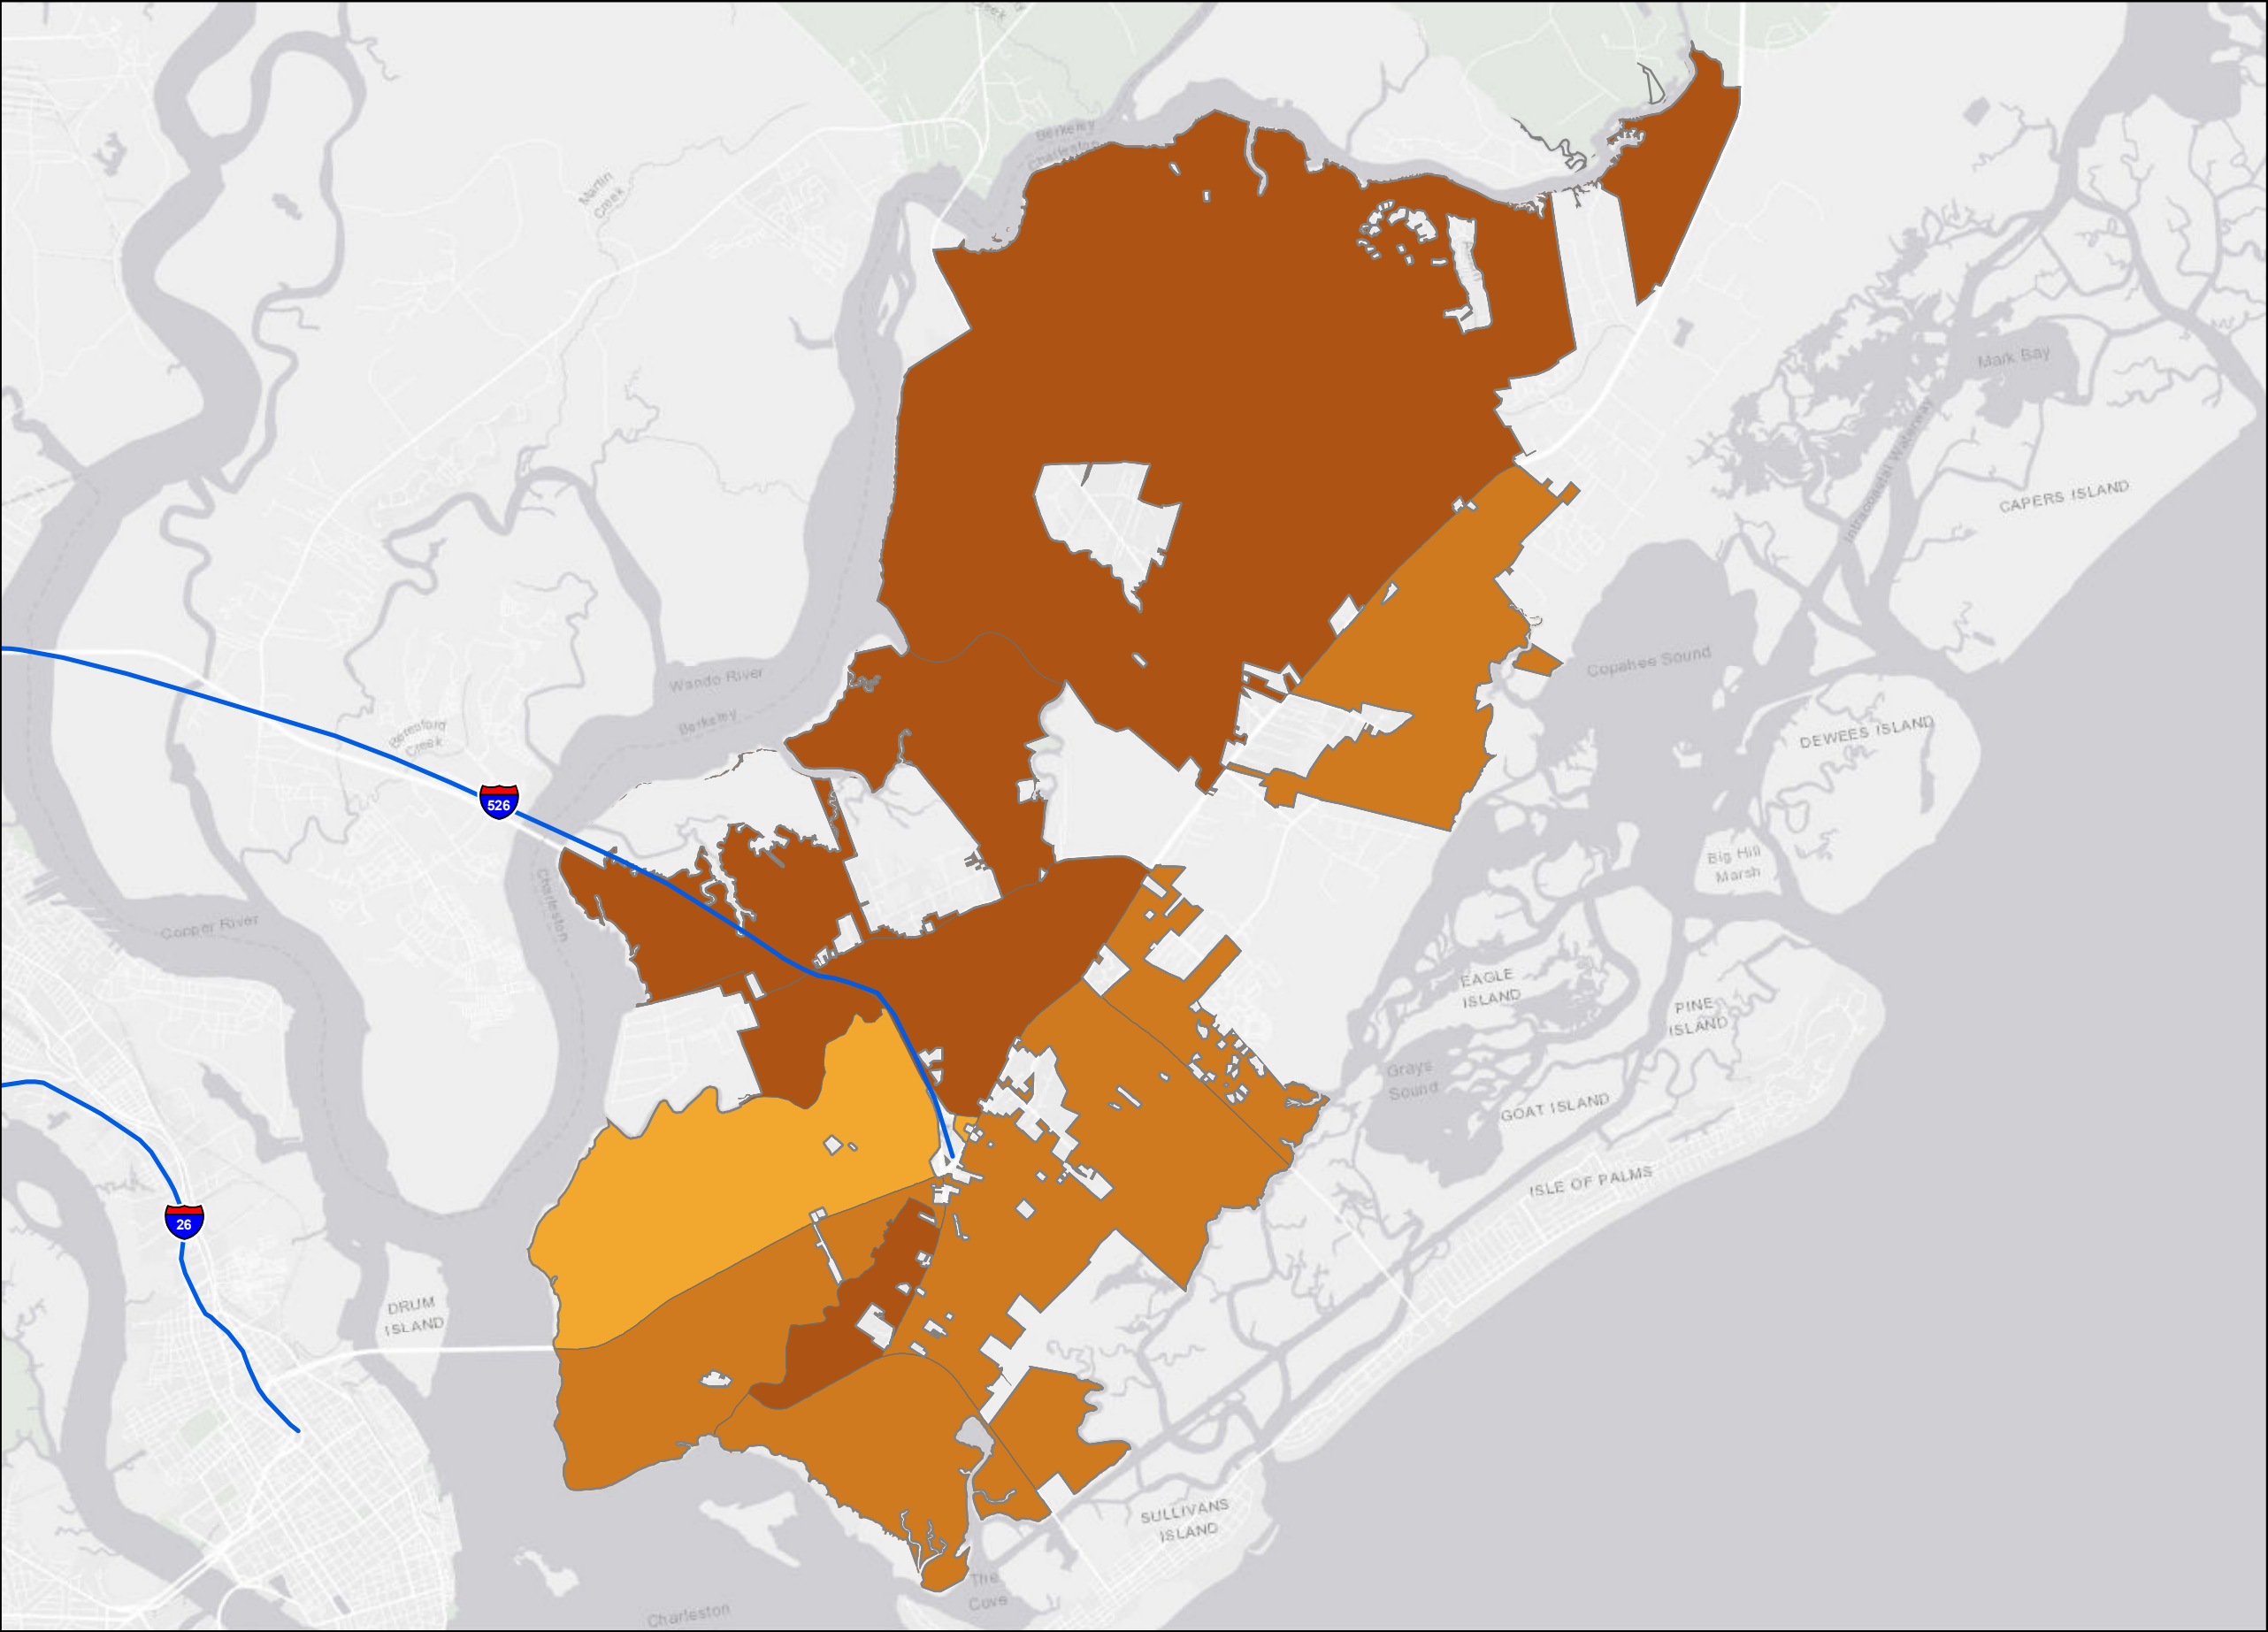 Creek
Berkeley
Charleston
Martin
Creek
Mark Bay
Intracoastal Waterway
CAPERS ISLAND
Copahee Sound
Wando River
Berkeley
Beresford
Creek
DEWEES ISLAND
526
Big Hill
Marsh
Charleston
Cooper River
EAGLE
ISLAND
PINE
ISLAND
Grays
Sound
GOAT ISLAND
ISLE OF PALMS
26
DRUM
ISLAND
SULLIVANS
ISLAND
The
Cove
Charleston